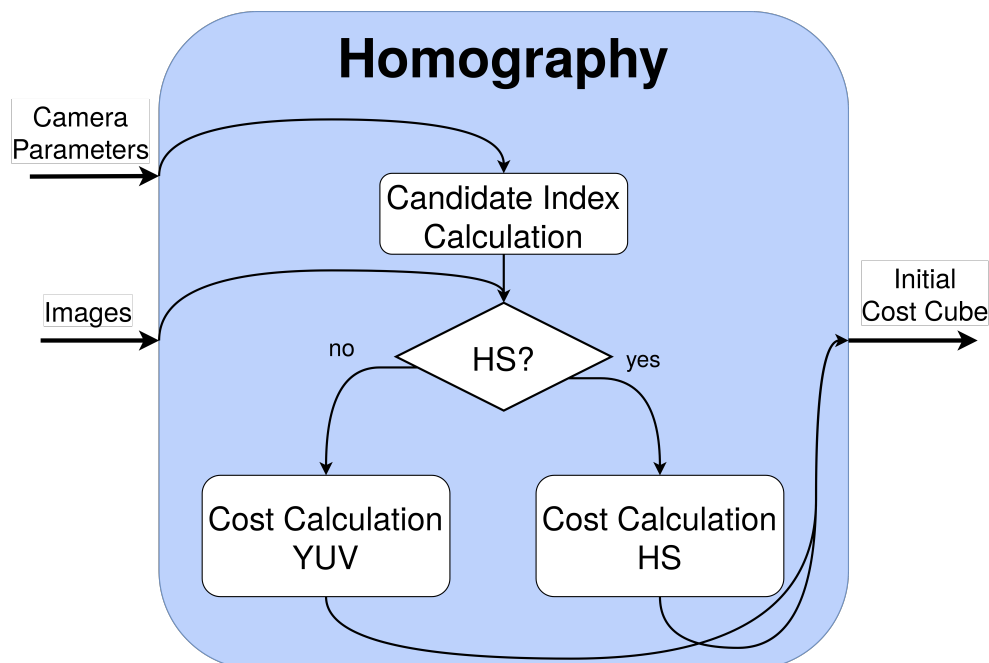 Homography
Camera
Parameters
Candidate Index
Calculation
Images
Initial
Cost Cube
no
HS?
yes
Cost Calculation
YUV
Cost Calculation
HS